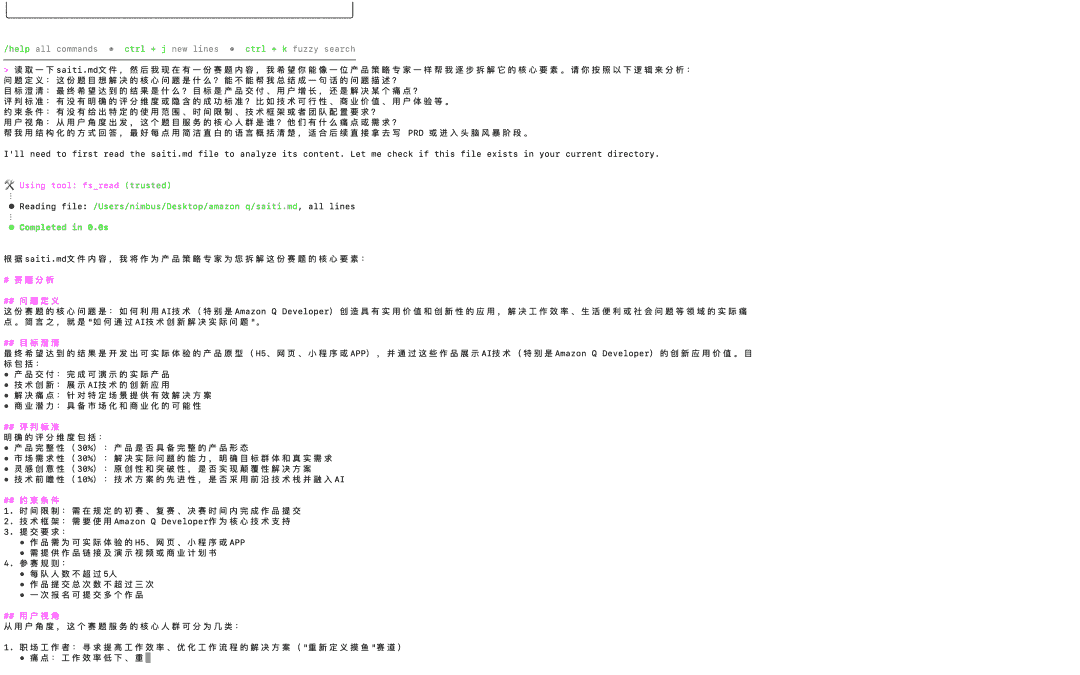 /help all commands • ctrl + j new lines • ctrl + k fuzzy search
> 读取一下saiti.md文件，然后我现在有一份赛题内容，我希望你能像一位产品策略专家一样帮我逐步拆解它的核心要素。请你按照以下逻辑来分析：
问题定义：这份题目想解决的核心问题是什么？能不能帮我总结成一句话的问题描述？
目标澄清：最终希望达到的结果是什么？目标是产品交付、用户增长，还是解决某个痛点？
评判标准：有没有明确的评分维度或隐含的成功标准？比如技术可行性、商业价值、用户体验等。
约束条件：有没有给出特定的使用范围、时间限制、技术框架或者团队配置要求？
用户视角：从用户角度出发，这个题目服务的核心人群是谁？他们有什么痛点或需求？
帮我用结构化的方式回答，最好每点用简洁直白的语言概括清楚，适合后续直接拿去写 PRD 或进入头脑风暴阶段。
I'll need to first read the saiti.md file to analyze its content. Let me check if this file exists in your current directory.
🛠️ Using tool: fs_read (trusted)
⋮
● Reading file: /Users/nimbus/Desktop/amazon q/saiti.md, all lines
⋮
● Completed in 0.0s
根据saiti.md文件内容，我将作为产品策略专家为您拆解这份赛题的核心要素：
# 赛题分析
## 问题定义
这份赛题的核心问题是：如何利用AI技术（特别是Amazon Q Developer）创造具有实用价值和创新性的应用，解决工作效率、生活便利或社会问题等领域的实际痛
点。简言之，就是"如何通过AI技术创新解决实际问题"。
## 目标澄清
最终希望达到的结果是开发出可实际体验的产品原型（H5、网页、小程序或APP），并通过这些作品展示AI技术（特别是Amazon Q Developer）的创新应用价值。目
标包括：
• 产品交付：完成可演示的实际产品
• 技术创新：展示AI技术的创新应用
• 解决痛点：针对特定场景提供有效解决方案
• 商业潜力：具备市场化和商业化的可能性
## 评判标准
明确的评分维度包括：
• 产品完整性（30%）：产品是否具备完整的产品形态
• 市场需求性（30%）：解决实际问题的能力，明确目标群体和真实需求
• 灵感创意性（30%）：原创性和突破性，是否实现颠覆性解决方案
• 技术前瞻性（10%）：技术方案的先进性，是否采用前沿技术栈并融入AI
## 约束条件
1. 时间限制：需在规定的初赛、复赛、决赛时间内完成作品提交
2. 技术框架：需要使用Amazon Q Developer作为核心技术支持
3. 提交要求：
• 作品需为可实际体验的H5、网页、小程序或APP
• 需提供作品链接及演示视频或商业计划书
4. 参赛规则：
• 每队人数不超过5人
• 作品提交总次数不超过三次
• 一次报名可提交多个作品
## 用户视角
从用户角度，这个赛题服务的核心人群可分为几类：
1. 职场工作者：寻求提高工作效率、优化工作流程的解决方案（"重新定义摸鱼"赛道）
• 痛点：工作效率低下、重